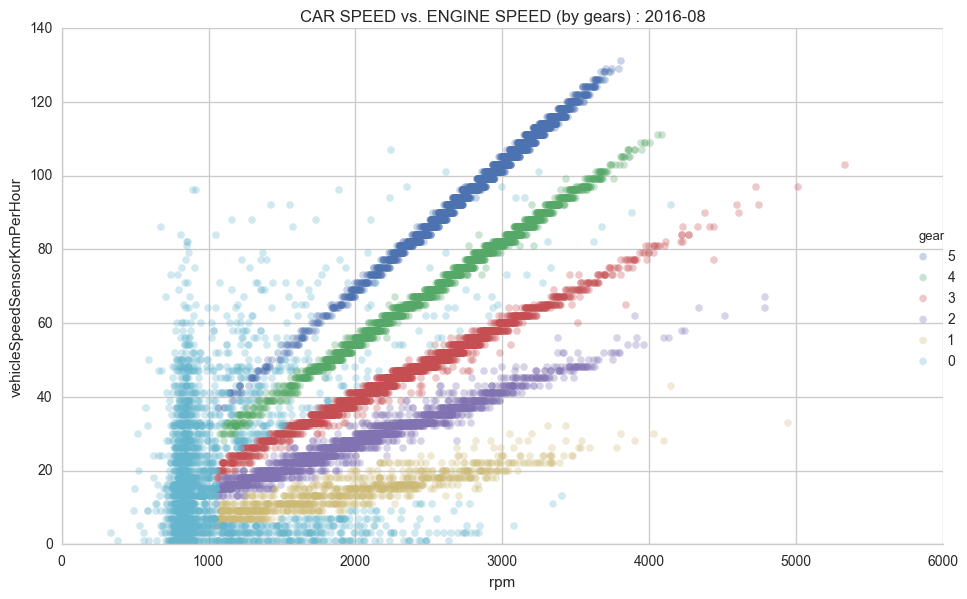 CAR SPEED vs. ENGINE SPEED (by gears) : 2016-08
140
120
100
80
60
40
20
0
vehicleSpeedSensorKmPerHour
0 1000 2000 3000 4000 5000 6000
rpm
gear
5
4
3
2
1
0